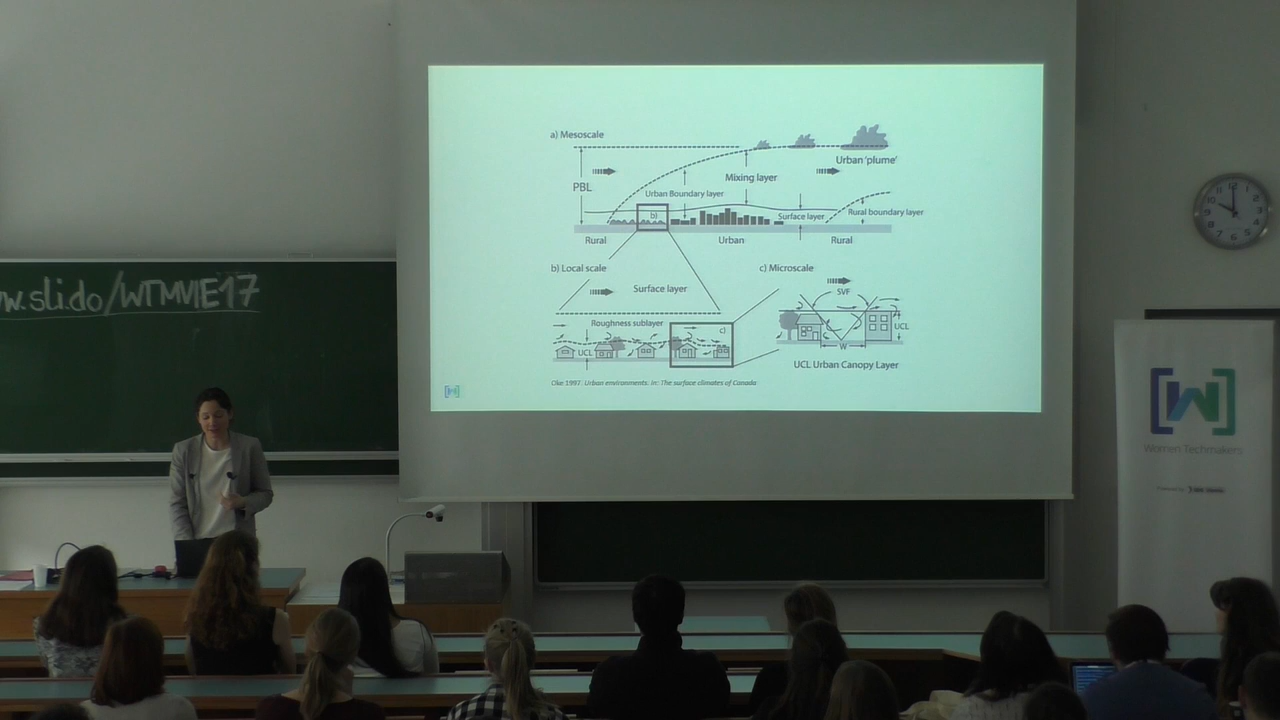 w.sli.do/WTMVIE17
a) Mesoscale
Urban 'plume'
PBL
Mixing layer
Urban Boundary layer
b)
Surface layer
Rural boundary layer
Rural
Urban
Rural
b) Local scale
c) Microscale
Surface layer
SVF
Roughness sublayer
c)
UCL
UCL
W
UCL Urban Canopy Layer
Oke 1997. Urban environments. In: The surface climates of Canada
[W]
Women Techmakers